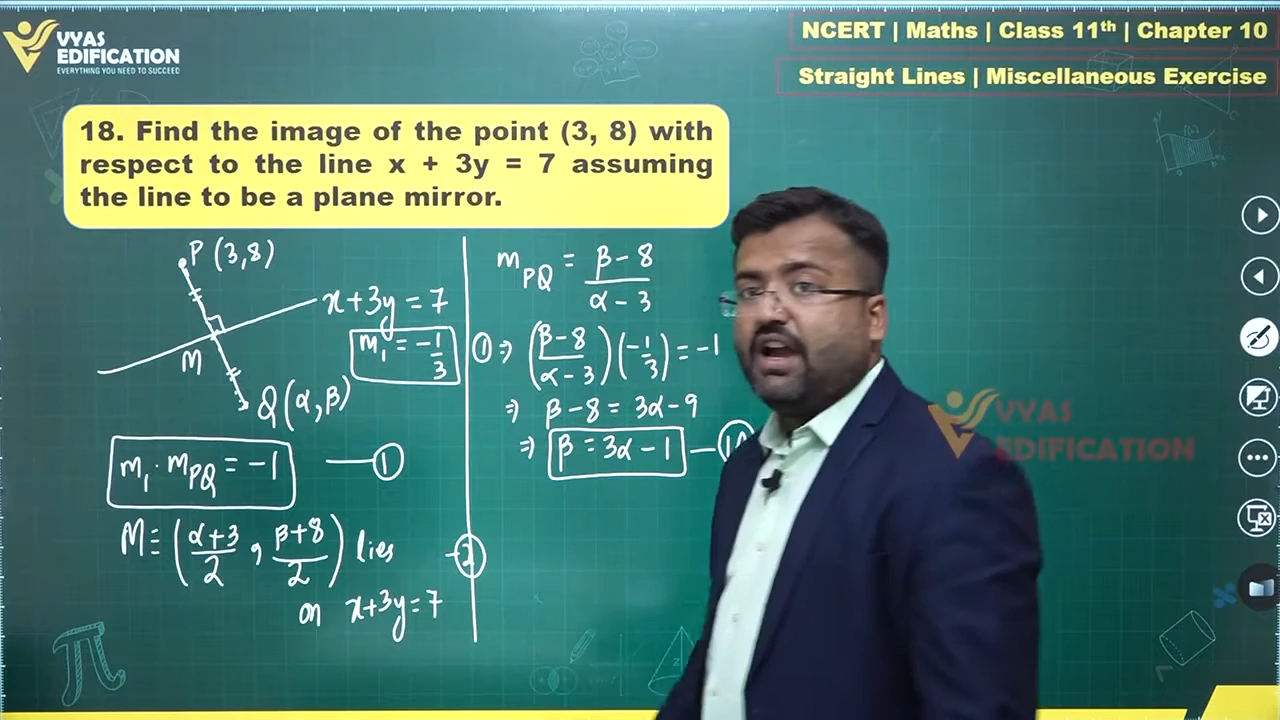 VYAS
EDIFICATION
EVERYTHING YOU NEED TO SUCCEED
NCERT | Maths | Class 11th | Chapter 10
Straight Lines | Miscellaneous Exercise
18. Find the image of the point (3, 8) with
respect to the line x + 3y = 7 assuming
the line to be a plane mirror.
P (3,8)
x+3y = 7
m₁ = -1/3
M
Q (α, β)
m₁ · m_PQ = -1 — ①
M ≡ (α+3/2 , β+8/2) lies — ②
on x+3y = 7
m_PQ = β-8/α-3
① ⇒ (β-8/α-3)(-1/3) = -1
⇒ β-8 = 3α-9
⇒ β = 3α-1
VYAS
EDIFICATION